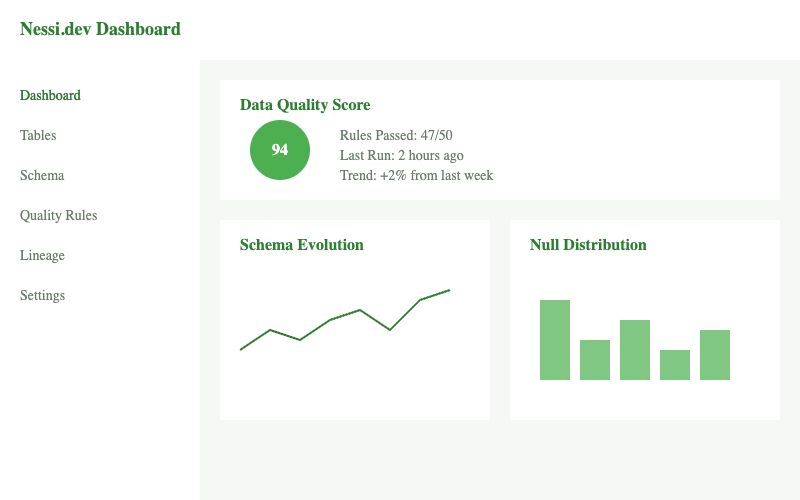 Nessi.dev Dashboard
Dashboard
Tables
Schema
Quality Rules
Lineage
Settings
Data Quality Score
94
Rules Passed: 47/50
Last Run: 2 hours ago
Trend: +2% from last week
Schema Evolution
Null Distribution